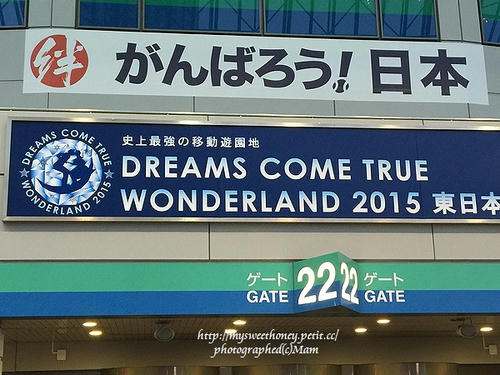 絆 がんばろう!日本
DREAMS COME TRUE
WONDERLAND 2015
史上最強の移動遊園地
DREAMS COME TRUE
WONDERLAND 2015 東日本
ゲート 22 22 ゲート
GATE GATE
http://mysweethoney.petit.cc/
photographed(c)Mam